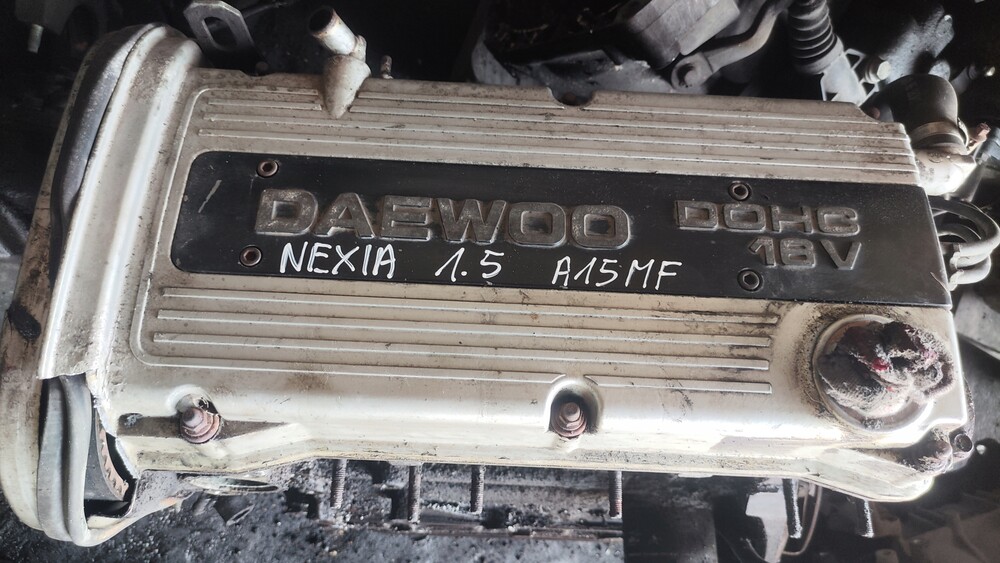 DAEWOO DOHC
16V
NEXIA 1.5 A15MF